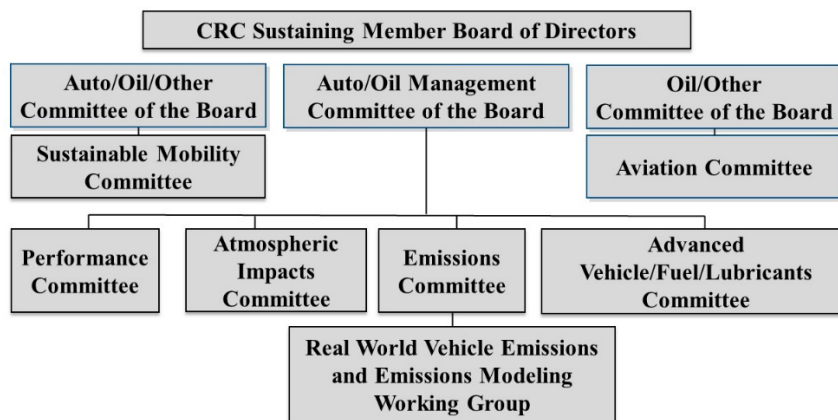 CRC Sustaining Member Board of Directors
Auto/Oil/Other
Committee of the Board
Auto/Oil Management
Committee of the Board
Oil/Other
Committee of the Board
Sustainable Mobility
Committee
Aviation Committee
Performance
Committee
Atmospheric
Impacts
Committee
Emissions
Committee
Advanced
Vehicle/Fuel/Lubricants
Committee
Real World Vehicle Emissions
and Emissions Modeling
Working Group